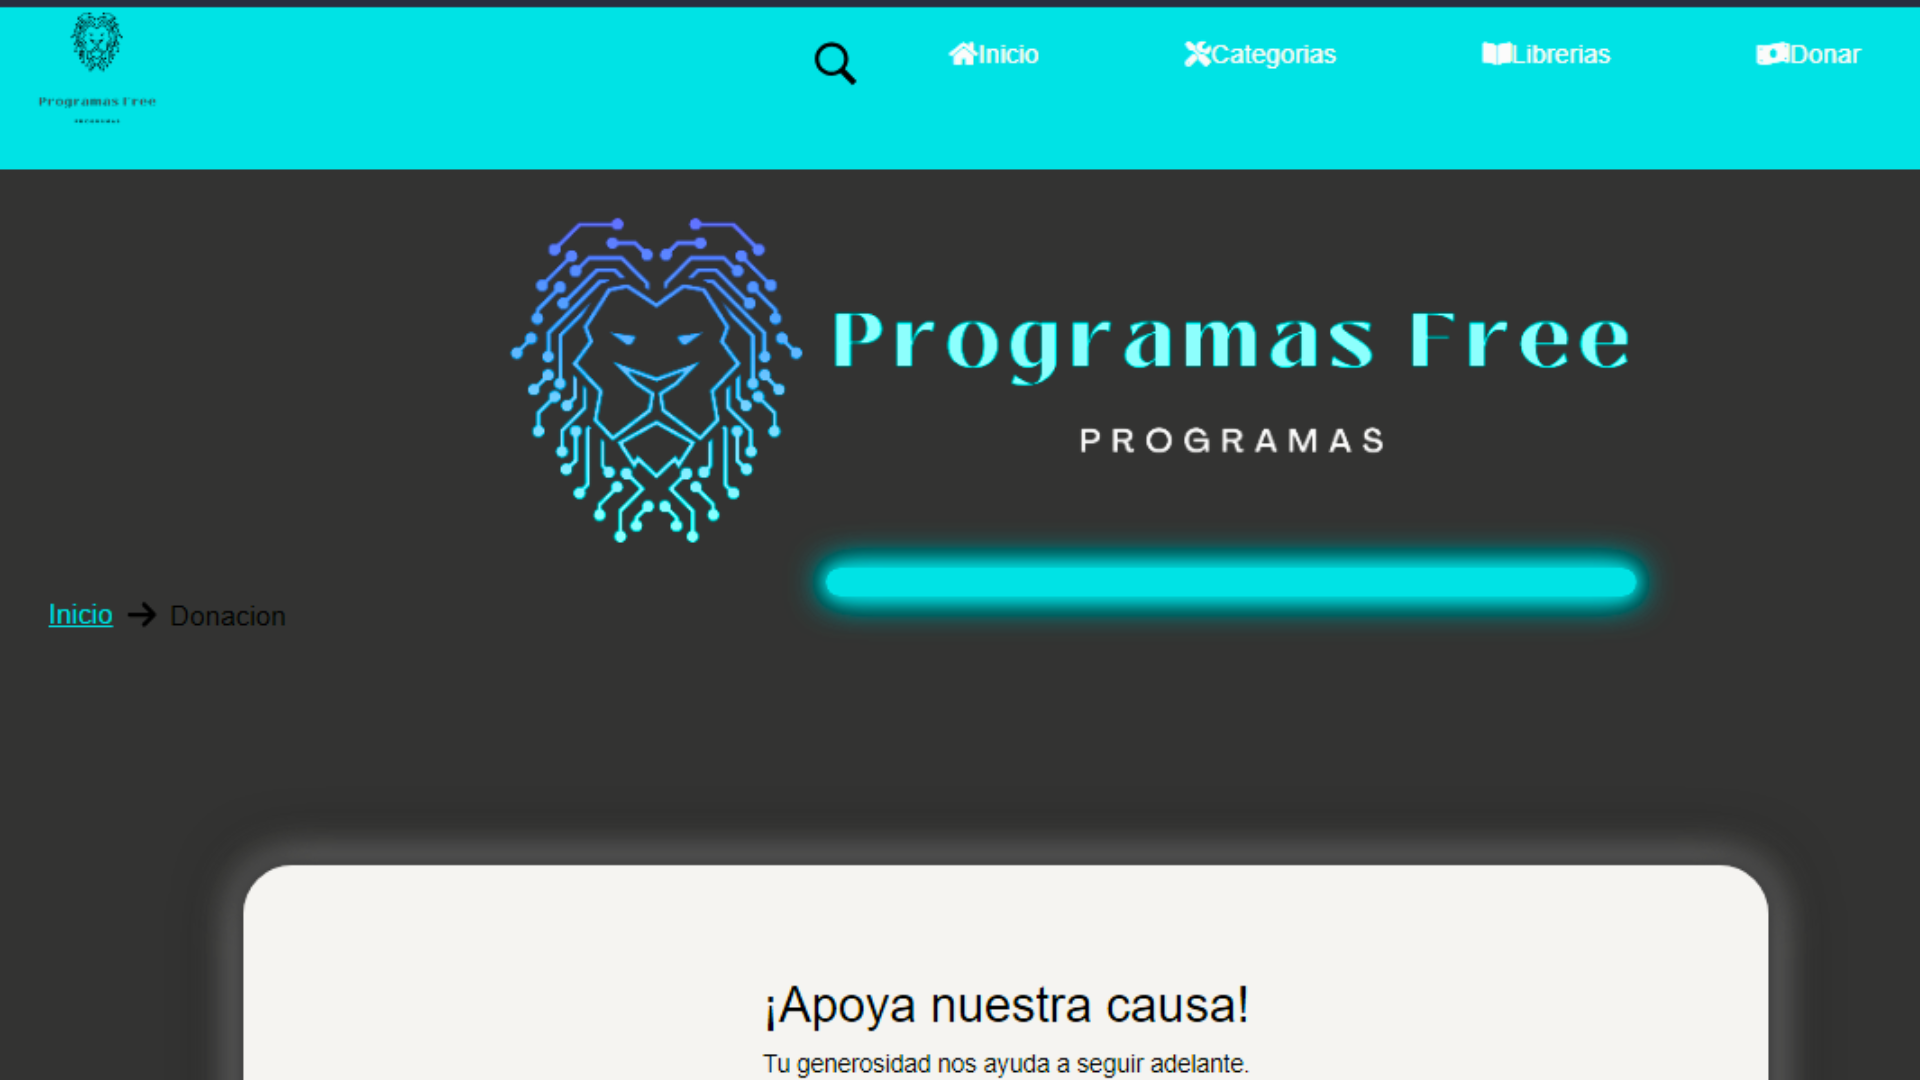 Programas Free
Inicio
Categorias
Librerias
Donar
Programas Free
PROGRAMAS
Inicio
Donacion
¡Apoya nuestra causa!
Tu generosidad nos ayuda a seguir adelante.